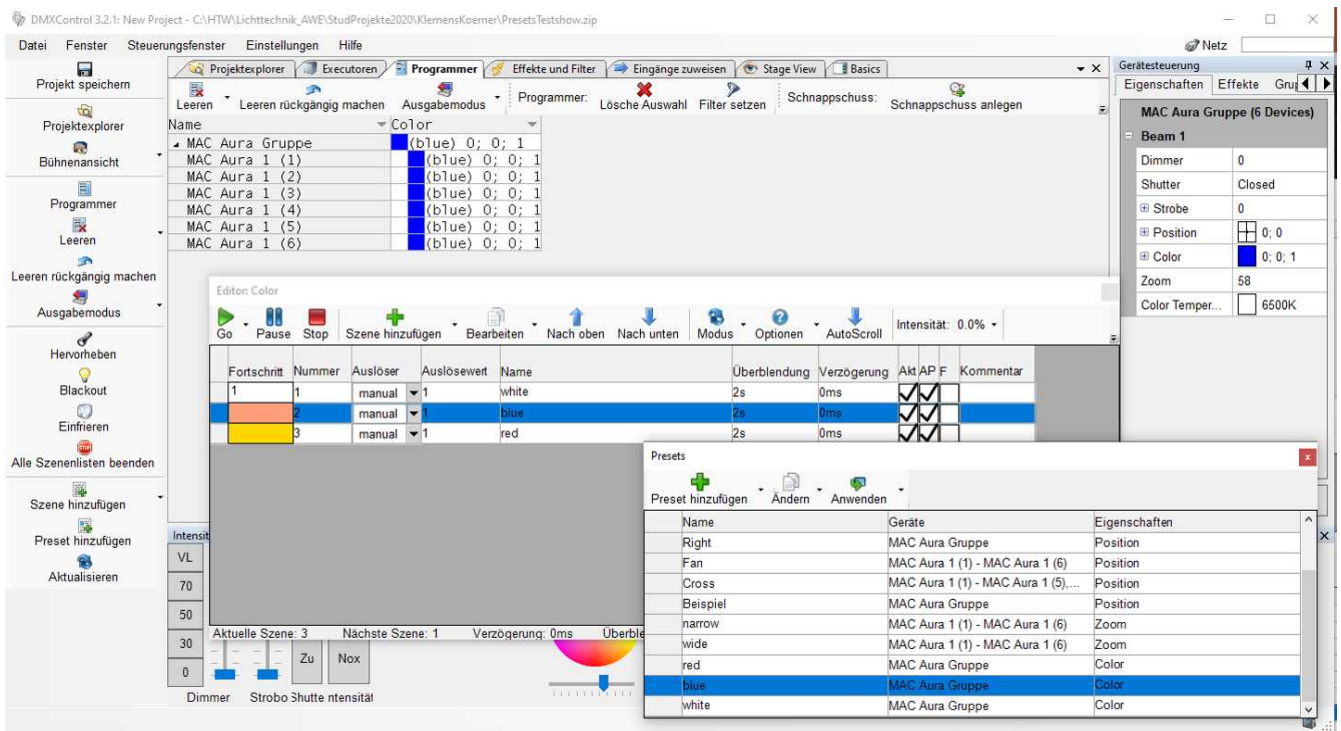 DMXControl 3.2.1: New Project - C:\HTW\Lichttechnik_AWE\StudProjekte2020\KlemensKoerner\PresetsTestshow.zip
Datei Fenster Steuerungsfenster Einstellungen Hilfe Netz
Projekt speichern
Projektexplorer
Bühnenansicht
Programmer
Leeren
Leeren rückgängig machen
Ausgabemodus
Hervorheben
Blackout
Einfrieren
Alle Szenenlisten beenden
Szene hinzufügen
Preset hinzufügen
Aktualisieren
Projektexplorer Executoren Programmer Effekte und Filter Eingänge zuweisen Stage View Basics
Leeren Leeren rückgängig machen Ausgabemodus Programmer: Lösche Auswahl Filter setzen Schnappschuss: Schnappschuss anlegen
Name Color
MAC Aura Gruppe (blue) 0; 0; 1
MAC Aura 1 (1) (blue) 0; 0; 1
MAC Aura 1 (2) (blue) 0; 0; 1
MAC Aura 1 (3) (blue) 0; 0; 1
MAC Aura 1 (4) (blue) 0; 0; 1
MAC Aura 1 (5) (blue) 0; 0; 1
MAC Aura 1 (6) (blue) 0; 0; 1
Gerätesteuerung
Eigenschaften Effekte
MAC Aura Gruppe (6 Devices)
Beam 1
Dimmer 0
Shutter Closed
Strobe 0
Position 0; 0
Color 0; 0; 1
Zoom 58
Color Temper... 6500K
Editor: Color
Go Pause Stop Szene hinzufügen Bearbeiten Nach oben Nach unten Modus Optionen AutoScroll Intensität: 0.0%
Fortschritt Nummer Auslöser Auslösewert Name Überblendung Verzögerung Akt AP F Kommentar
1 1 manual 1 white 2s 0ms
2 manual 1 blue 2s 0ms
3 manual 1 red 2s 0ms
Aktuelle Szene: 3 Nächste Szene: 1 Verzögerung: 0ms Überble
Presets
Preset hinzufügen Ändern Anwenden
Name Geräte Eigenschaften
Right MAC Aura Gruppe Position
Fan MAC Aura 1 (1) - MAC Aura 1 (6) Position
Cross MAC Aura 1 (1) - MAC Aura 1 (5),... Position
Beispiel MAC Aura Gruppe Position
narrow MAC Aura 1 (1) - MAC Aura 1 (6) Zoom
wide MAC Aura 1 (1) - MAC Aura 1 (6) Zoom
red MAC Aura Gruppe Color
blue MAC Aura Gruppe Color
white MAC Aura Gruppe Color
Intensit
VL
70
50
30
0
Zu Nox
Dimmer Strobo Shutte ntensität